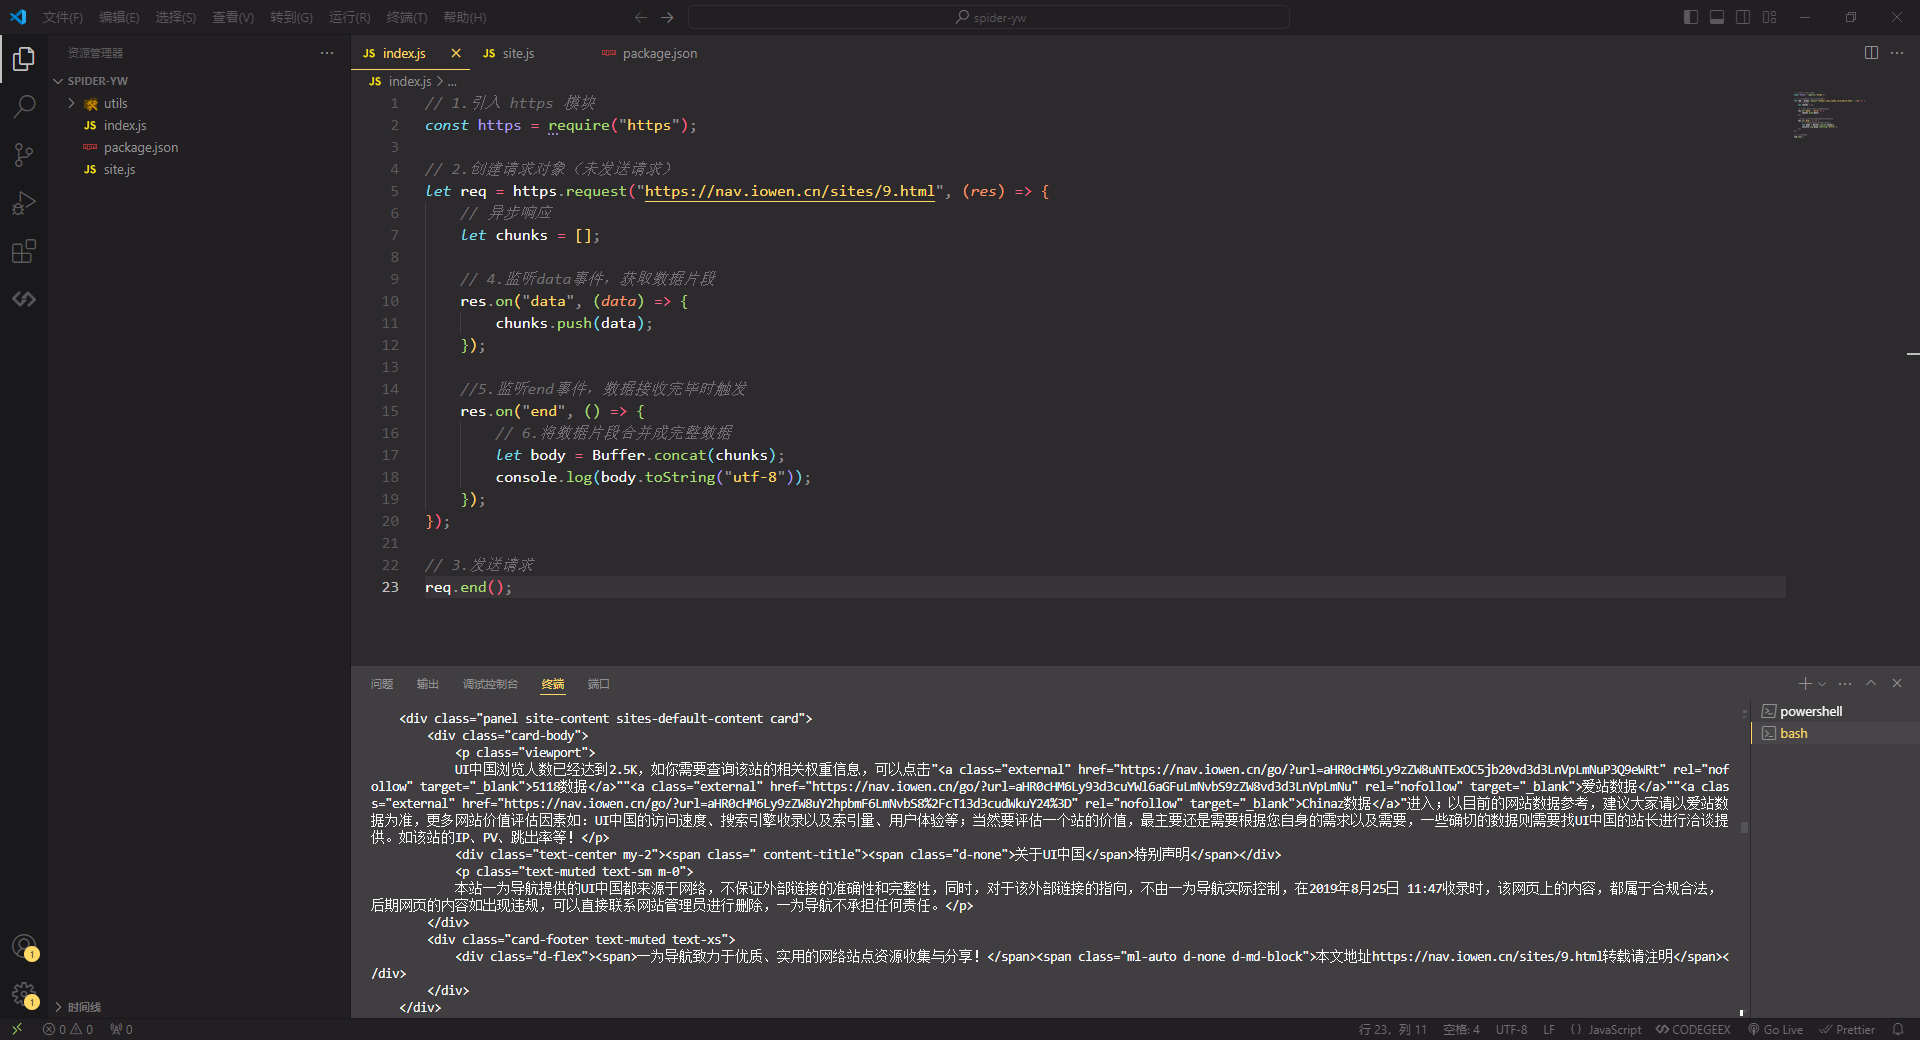 文件(F) 编辑(E) 选择(S) 查看(V) 转到(G) 运行(R) 终端(T) 帮助(H) spider-yw
资源管理器
SPIDER-YW
utils
JS index.js
package.json
JS site.js
时间线
JS index.js JS site.js package.json
JS index.js > ...
1 // 1.引入 https 模块
2 const https = require("https");
3
4 // 2.创建请求对象（未发送请求）
5 let req = https.request("https://nav.iowen.cn/sites/9.html", (res) => {
6 // 异步响应
7 let chunks = [];
8
9 // 4.监听data事件，获取数据片段
10 res.on("data", (data) => {
11 chunks.push(data);
12 });
13
14 //5.监听end事件，数据接收完毕时触发
15 res.on("end", () => {
16 // 6.将数据片段合并成完整数据
17 let body = Buffer.concat(chunks);
18 console.log(body.toString("utf-8"));
19 });
20 });
21
22 // 3.发送请求
23 req.end();
问题 输出 调试控制台 终端 端口
<div class="panel site-content sites-default-content card">
<div class="card-body">
<p class="viewport">
UI中国浏览人数已经达到2.5K，如你需要查询该站的相关权重信息，可以点击"<a class="external" href="https://nav.iowen.cn/go/?url=aHR0cHM6Ly9zZW8uNTExOC5jb20vd3d3LnVpLmNuP3Q9eWRt" rel="nof
ollow" target="_blank">5118数据</a>""<a class="external" href="https://nav.iowen.cn/go/?url=aHR0cHM6Ly93d3cuYWl6aGFuLmNvbS9zZW8vd3d3LnVpLmNu" rel="nofollow" target="_blank">爱站数据</a>""<a clas
s="external" href="https://nav.iowen.cn/go/?url=aHR0cHM6Ly9zZW8uY2hpbmF6LmNvbS8%2FcT13d3cudWkuY24%3D" rel="nofollow" target="_blank">Chinaz数据</a>"进入；以目前的网站数据参考，建议大家请以爱站数
据为准，更多网站价值评估因素如：UI中国的访问速度、搜索引擎收录以及索引量、用户体验等；当然要评估一个站的价值，最主要还是需要根据您自身的需求以及需要，一些确切的数据则需要找UI中国的站长进行洽谈提
供。如该站的IP、PV、跳出率等！</p>
<div class="text-center my-2"><span class=" content-title"><span class="d-none">关于UI中国</span>特别声明</span></div>
<p class="text-muted text-sm m-0">
本站一为导航提供的UI中国都来源于网络，不保证外部链接的准确性和完整性，同时，对于该外部链接的指向，不由一为导航实际控制，在2019年8月25日 11:47收录时，该网页上的内容，都属于合规合法，
后期网页的内容如出现违规，可以直接联系网站管理员进行删除，一为导航不承担任何责任。</p>
</div>
<div class="card-footer text-muted text-xs">
<div class="d-flex"><span>一为导航致力于优质、实用的网络站点资源收集与分享！</span><span class="ml-auto d-none d-md-block">本文地址https://nav.iowen.cn/sites/9.html转载请注明</span><
/div>
</div>
</div>
powershell
bash
1
1
0 0 0 行 23，列 11 空格: 4 UTF-8 LF {} JavaScript CODEGEEX Go Live Prettier